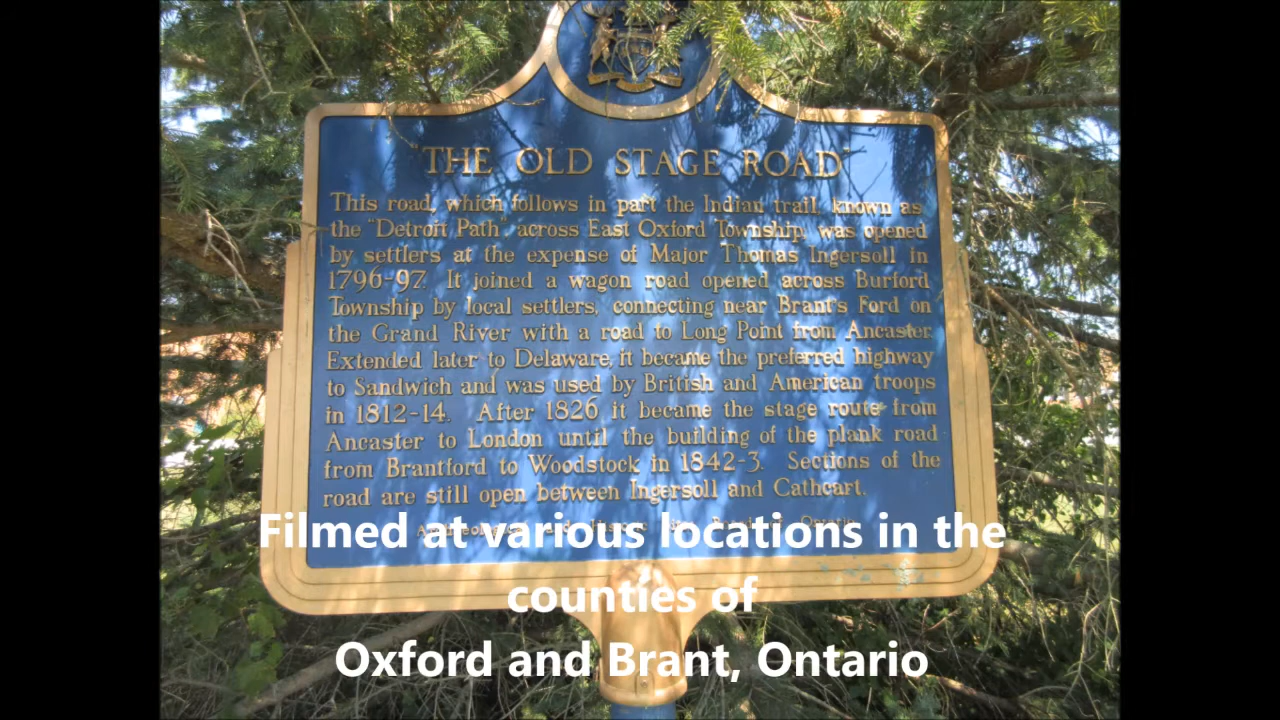 "THE OLD STAGE ROAD"
This road, which follows in part the Indian trail, known as
the "Detroit Path", across East Oxford Township, was opened
by settlers at the expense of Major Thomas Ingersoll in
1796-97. It joined a wagon road opened across Burford
Township by local settlers, connecting near Brant's Ford on
the Grand River with a road to Long Point from Ancaster.
Extended later to Delaware, it became the preferred highway
to Sandwich and was used by British and American troops
in 1812-14. After 1826 it became the stage route from
Ancaster to London until the building of the plank road
from Brantford to Woodstock in 1842-3. Sections of the
road are still open between Ingersoll and Cathcart.
Filmed at various locations in the
counties of
Oxford and Brant, Ontario